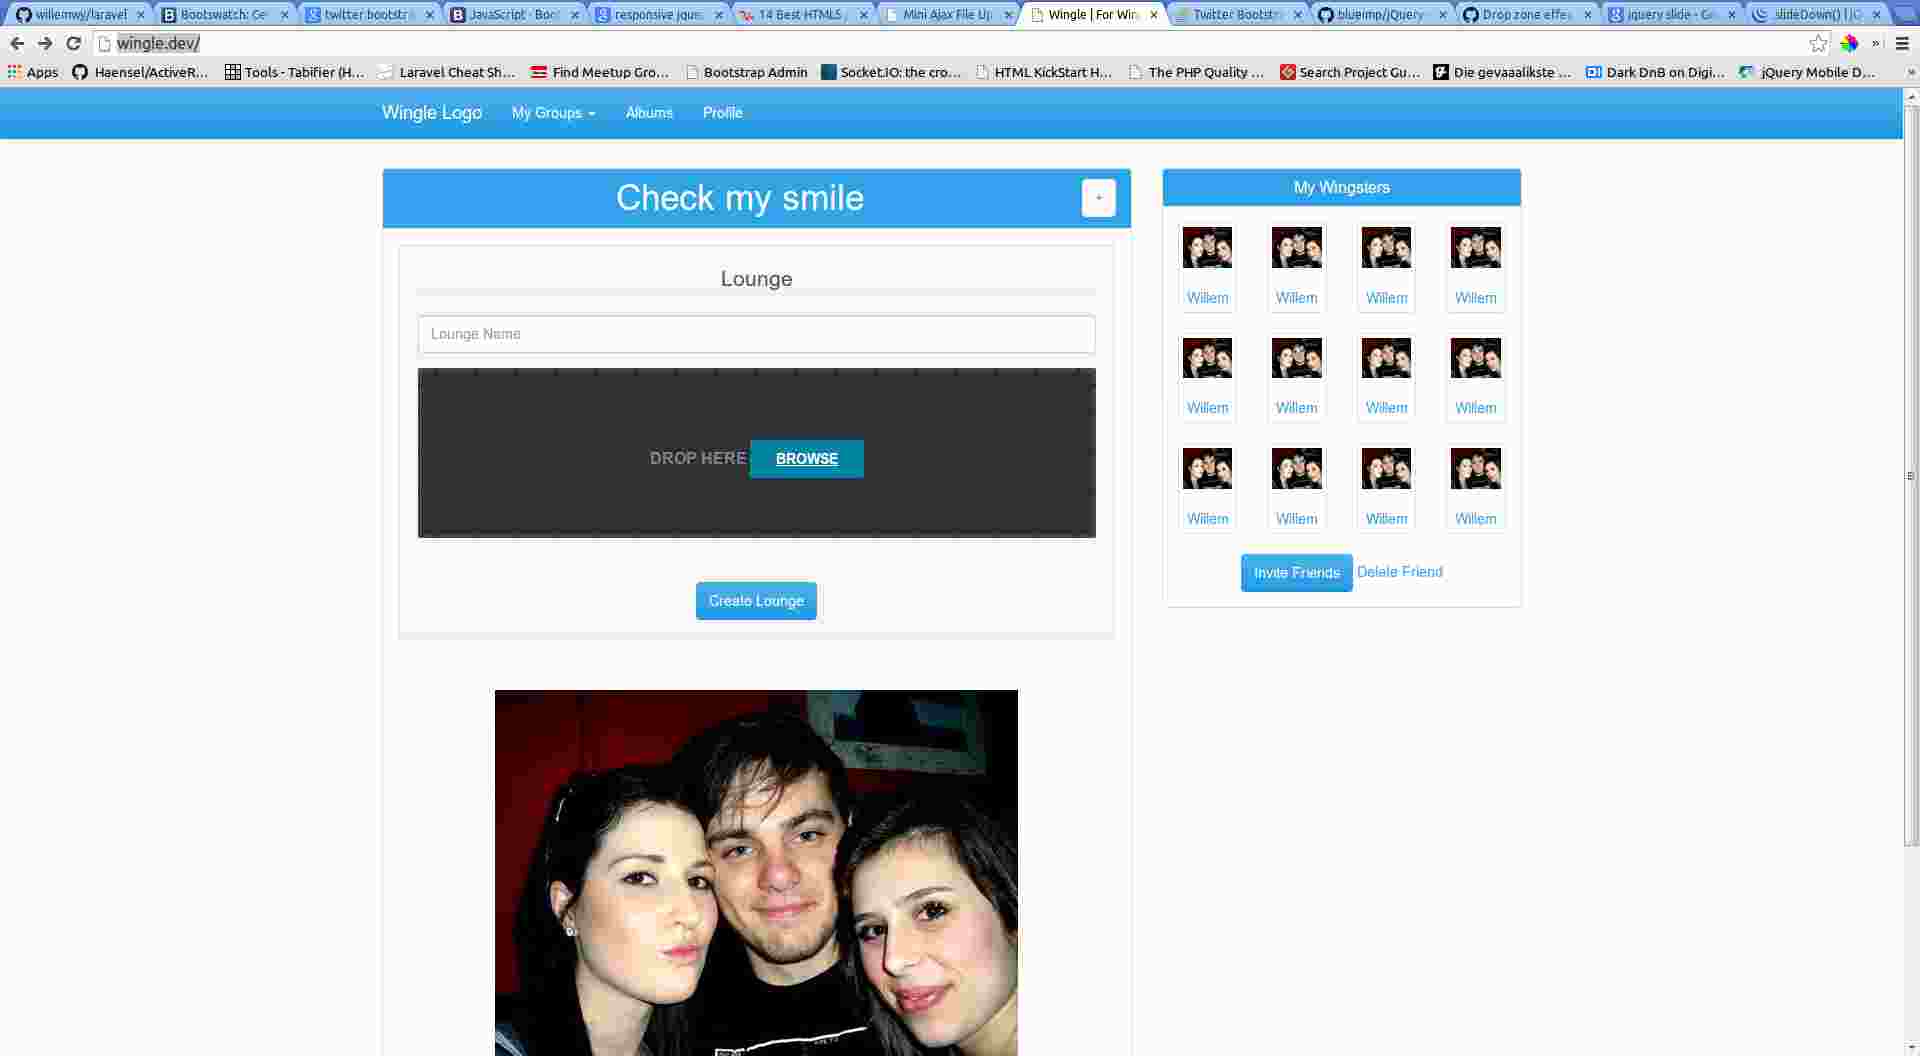 willemwj/laravel
Bootswatch: Ge
twitter bootstra
JavaScript · Boo
responsive jque
14 Best HTML5
Mini Ajax File Up
Wingle | For Win
Twitter Bootstr
blueimp/jQuery
Drop zone effe
jquery slide - G
.slideDown() | jQ
wingle.dev/
»
Apps
Haensel/ActiveR...
Tools - Tabifier (H...
Laravel Cheat Sh...
Find Meetup Gro...
Bootstrap Admin
Socket.IO: the cro...
HTML KickStart H...
The PHP Quality ...
Search Project Gu...
Die gevaaalikste ...
Dark DnB on Digi...
jQuery Mobile D...
»
Wingle Logo
My Groups
Albums
Profile
Check my smile
+
My Wingsters
Lounge
Lounge Name
DROP HERE
BROWSE
Create Lounge
Willem
Willem
Willem
Willem
Willem
Willem
Willem
Willem
Willem
Willem
Willem
Willem
Invite Friends
Delete Friend